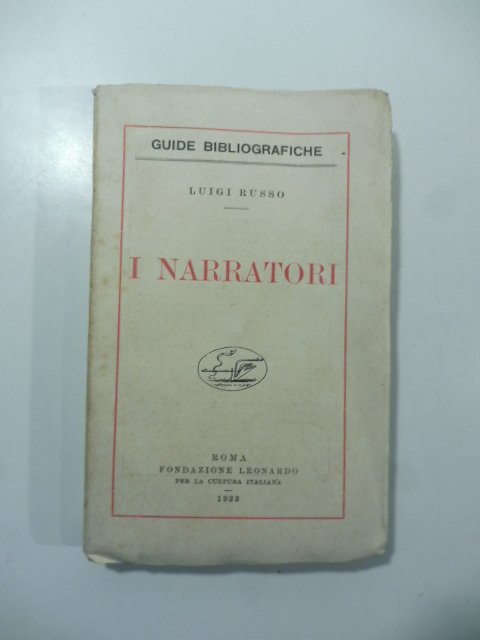 GUIDE BIBLIOGRAFICHE
LUIGI RUSSO
I NARRATORI
ROMA
FONDAZIONE LEONARDO
PER LA CULTURA ITALIANA
1923